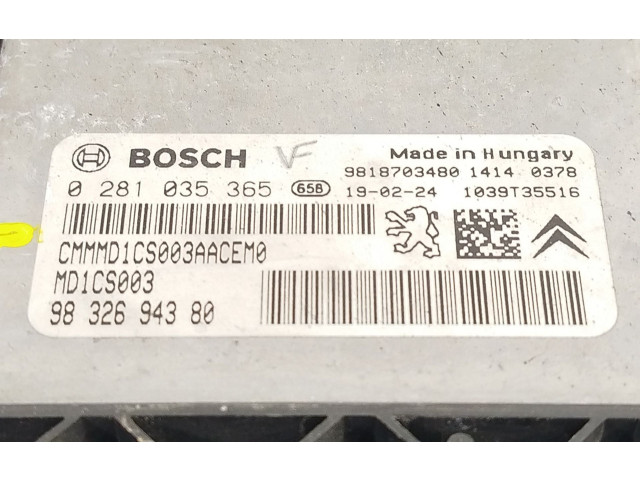 BOSCH VF Made in Hungary
9818703480 1414 0378
0 281 035 365 658 19-02-24 1039T35516
CMMMD1CS003AACEM0
MD1CS003
98 326 943 80